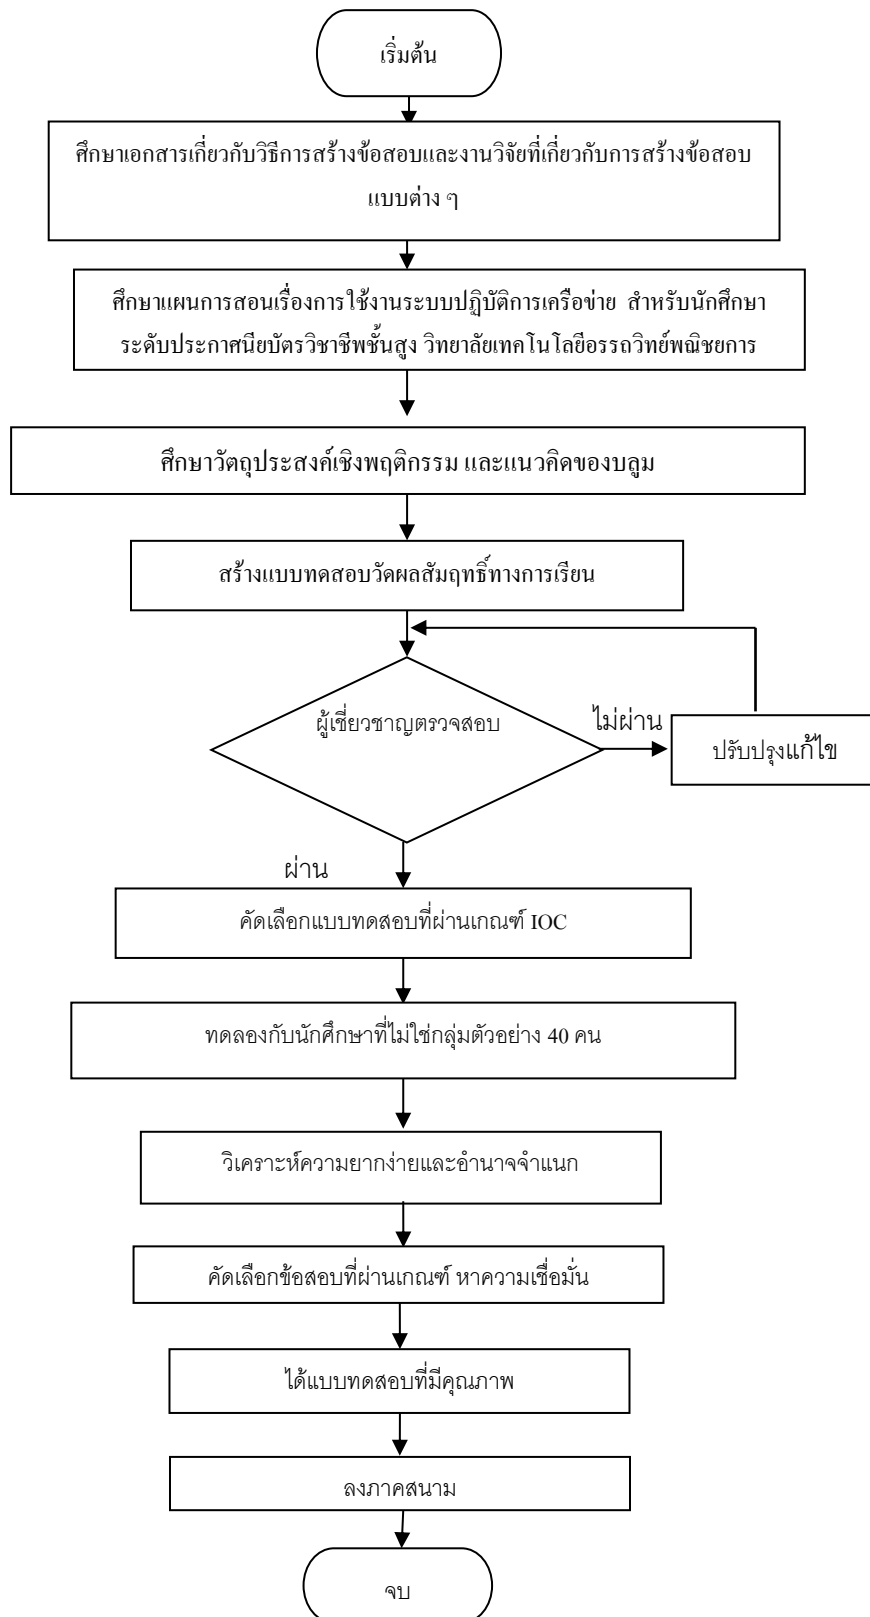 เริ่มต้น
ศึกษาเอกสารเกี่ยวกับวิธีการสร้างข้อสอบและงานวิจัยที่เกี่ยวกับการสร้างข้อสอบ
แบบต่าง ๆ
ศึกษาแผนการสอนเรื่องการใช้งานระบบปฏิบัติการเครือข่าย สำหรับนักศึกษา
ระดับประกาศนียบัตรวิชาชีพชั้นสูง วิทยาลัยเทคโนโลยีอรรถวิทย์พณิชยการ
ศึกษาวัตถุประสงค์เชิงพฤติกรรม และแนวคิดของบลูม
สร้างแบบทดสอบวัดผลสัมฤทธิ์ทางการเรียน
ผู้เชี่ยวชาญตรวจสอบ
ไม่ผ่าน
ปรับปรุงแก้ไข
ผ่าน
คัดเลือกแบบทดสอบที่ผ่านเกณฑ์ IOC
ทดลองกับนักศึกษาที่ไม่ใช่กลุ่มตัวอย่าง 40 คน
วิเคราะห์ความยากง่ายและอำนาจจำแนก
คัดเลือกข้อสอบที่ผ่านเกณฑ์ หาความเชื่อมั่น
ได้แบบทดสอบที่มีคุณภาพ
ลงภาคสนาม
จบ